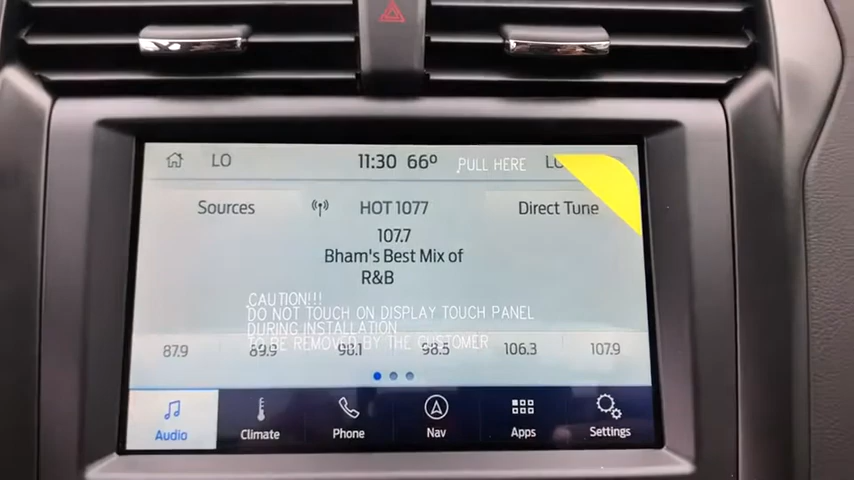 LO 11:30 66° PULL HERE LO
Sources HOT 1077 Direct Tune
107.7
Bham's Best Mix of
R&B
CAUTION!!!
DO NOT TOUCH ON DISPLAY TOUCH PANEL
DURING INSTALLATION
TO BE REMOVED BY THE CUSTOMER
87.9 89.9 98.1 98.5 106.3 107.9
Audio Climate Phone Nav Apps Settings